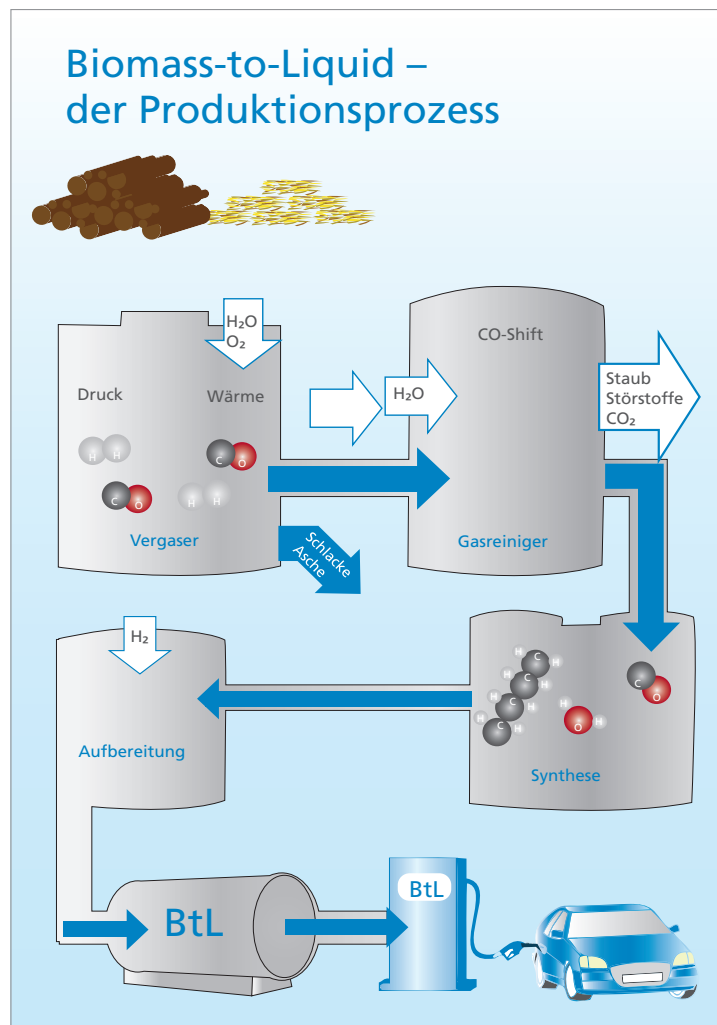 Biomass-to-Liquid –
der Produktionsprozess
H₂O
O₂
Druck
Wärme
H H
C O
C O
H H
Vergaser
Schlacke
Asche
H₂O
CO-Shift
Gasreiniger
Staub
Störstoffe
CO₂
H₂
Aufbereitung
C
H
H
C
H
H
C
H
H
C
H
H
H
O
C
O
Synthese
BtL
BtL